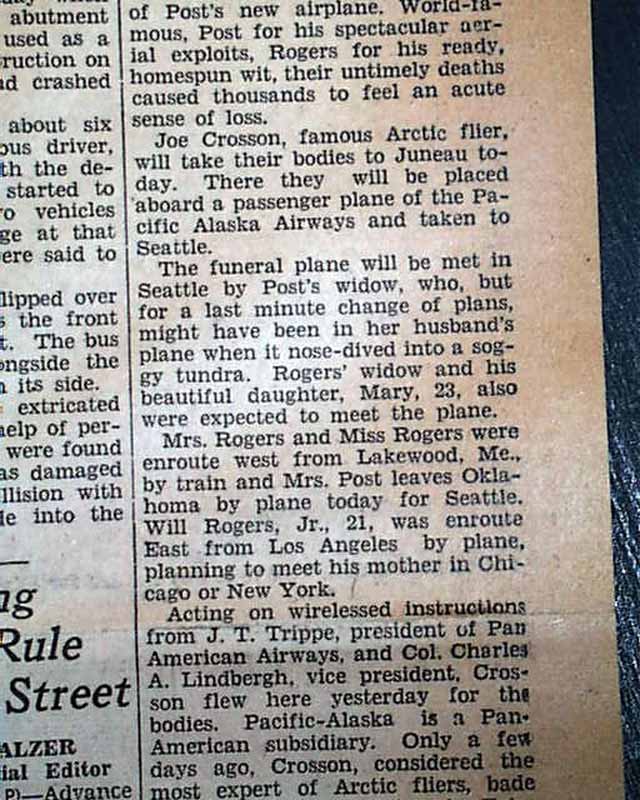 abutment
used as a
ruction on
d crashed
about six
ous driver,
th the de-
started to
o vehicles
ge at that
ere said to
lipped over
s the front
t. The bus
ongside the
n its side.
extricated
help of per-
were found
as damaged
llision with
le into the
ng
Rule
Street
ALZER
ial Editor
P)—Advance
of Post's new airplane. World-fa-
mous, Post for his spectacular aer-
ial exploits, Rogers for his ready,
homespun wit, their untimely deaths
caused thousands to feel an acute
sense of loss.
Joe Crosson, famous Arctic flier,
will take their bodies to Juneau to-
day. There they will be placed
aboard a passenger plane of the Pa-
cific Alaska Airways and taken to
Seattle.
The funeral plane will be met in
Seattle by Post's widow, who, but
for a last minute change of plans,
might have been in her husband's
plane when it nose-dived into a sog-
gy tundra. Rogers' widow and his
beautiful daughter, Mary, 23, also
were expected to meet the plane.
Mrs. Rogers and Miss Rogers were
enroute west from Lakewood, Me.,
by train and Mrs. Post leaves Okla-
homa by plane today for Seattle.
Will Rogers, Jr., 21, was enroute
East from Los Angeles by plane,
planning to meet his mother in Chi-
cago or New York.
Acting on wirelessed instructions
from J. T. Trippe, president of Pan
American Airways, and Col. Charles
A. Lindbergh, vice president, Cros-
son flew here yesterday for the
bodies. Pacific-Alaska is a Pan-
American subsidiary. Only a few
days ago, Crosson, considered the
most expert of Arctic fliers, bade